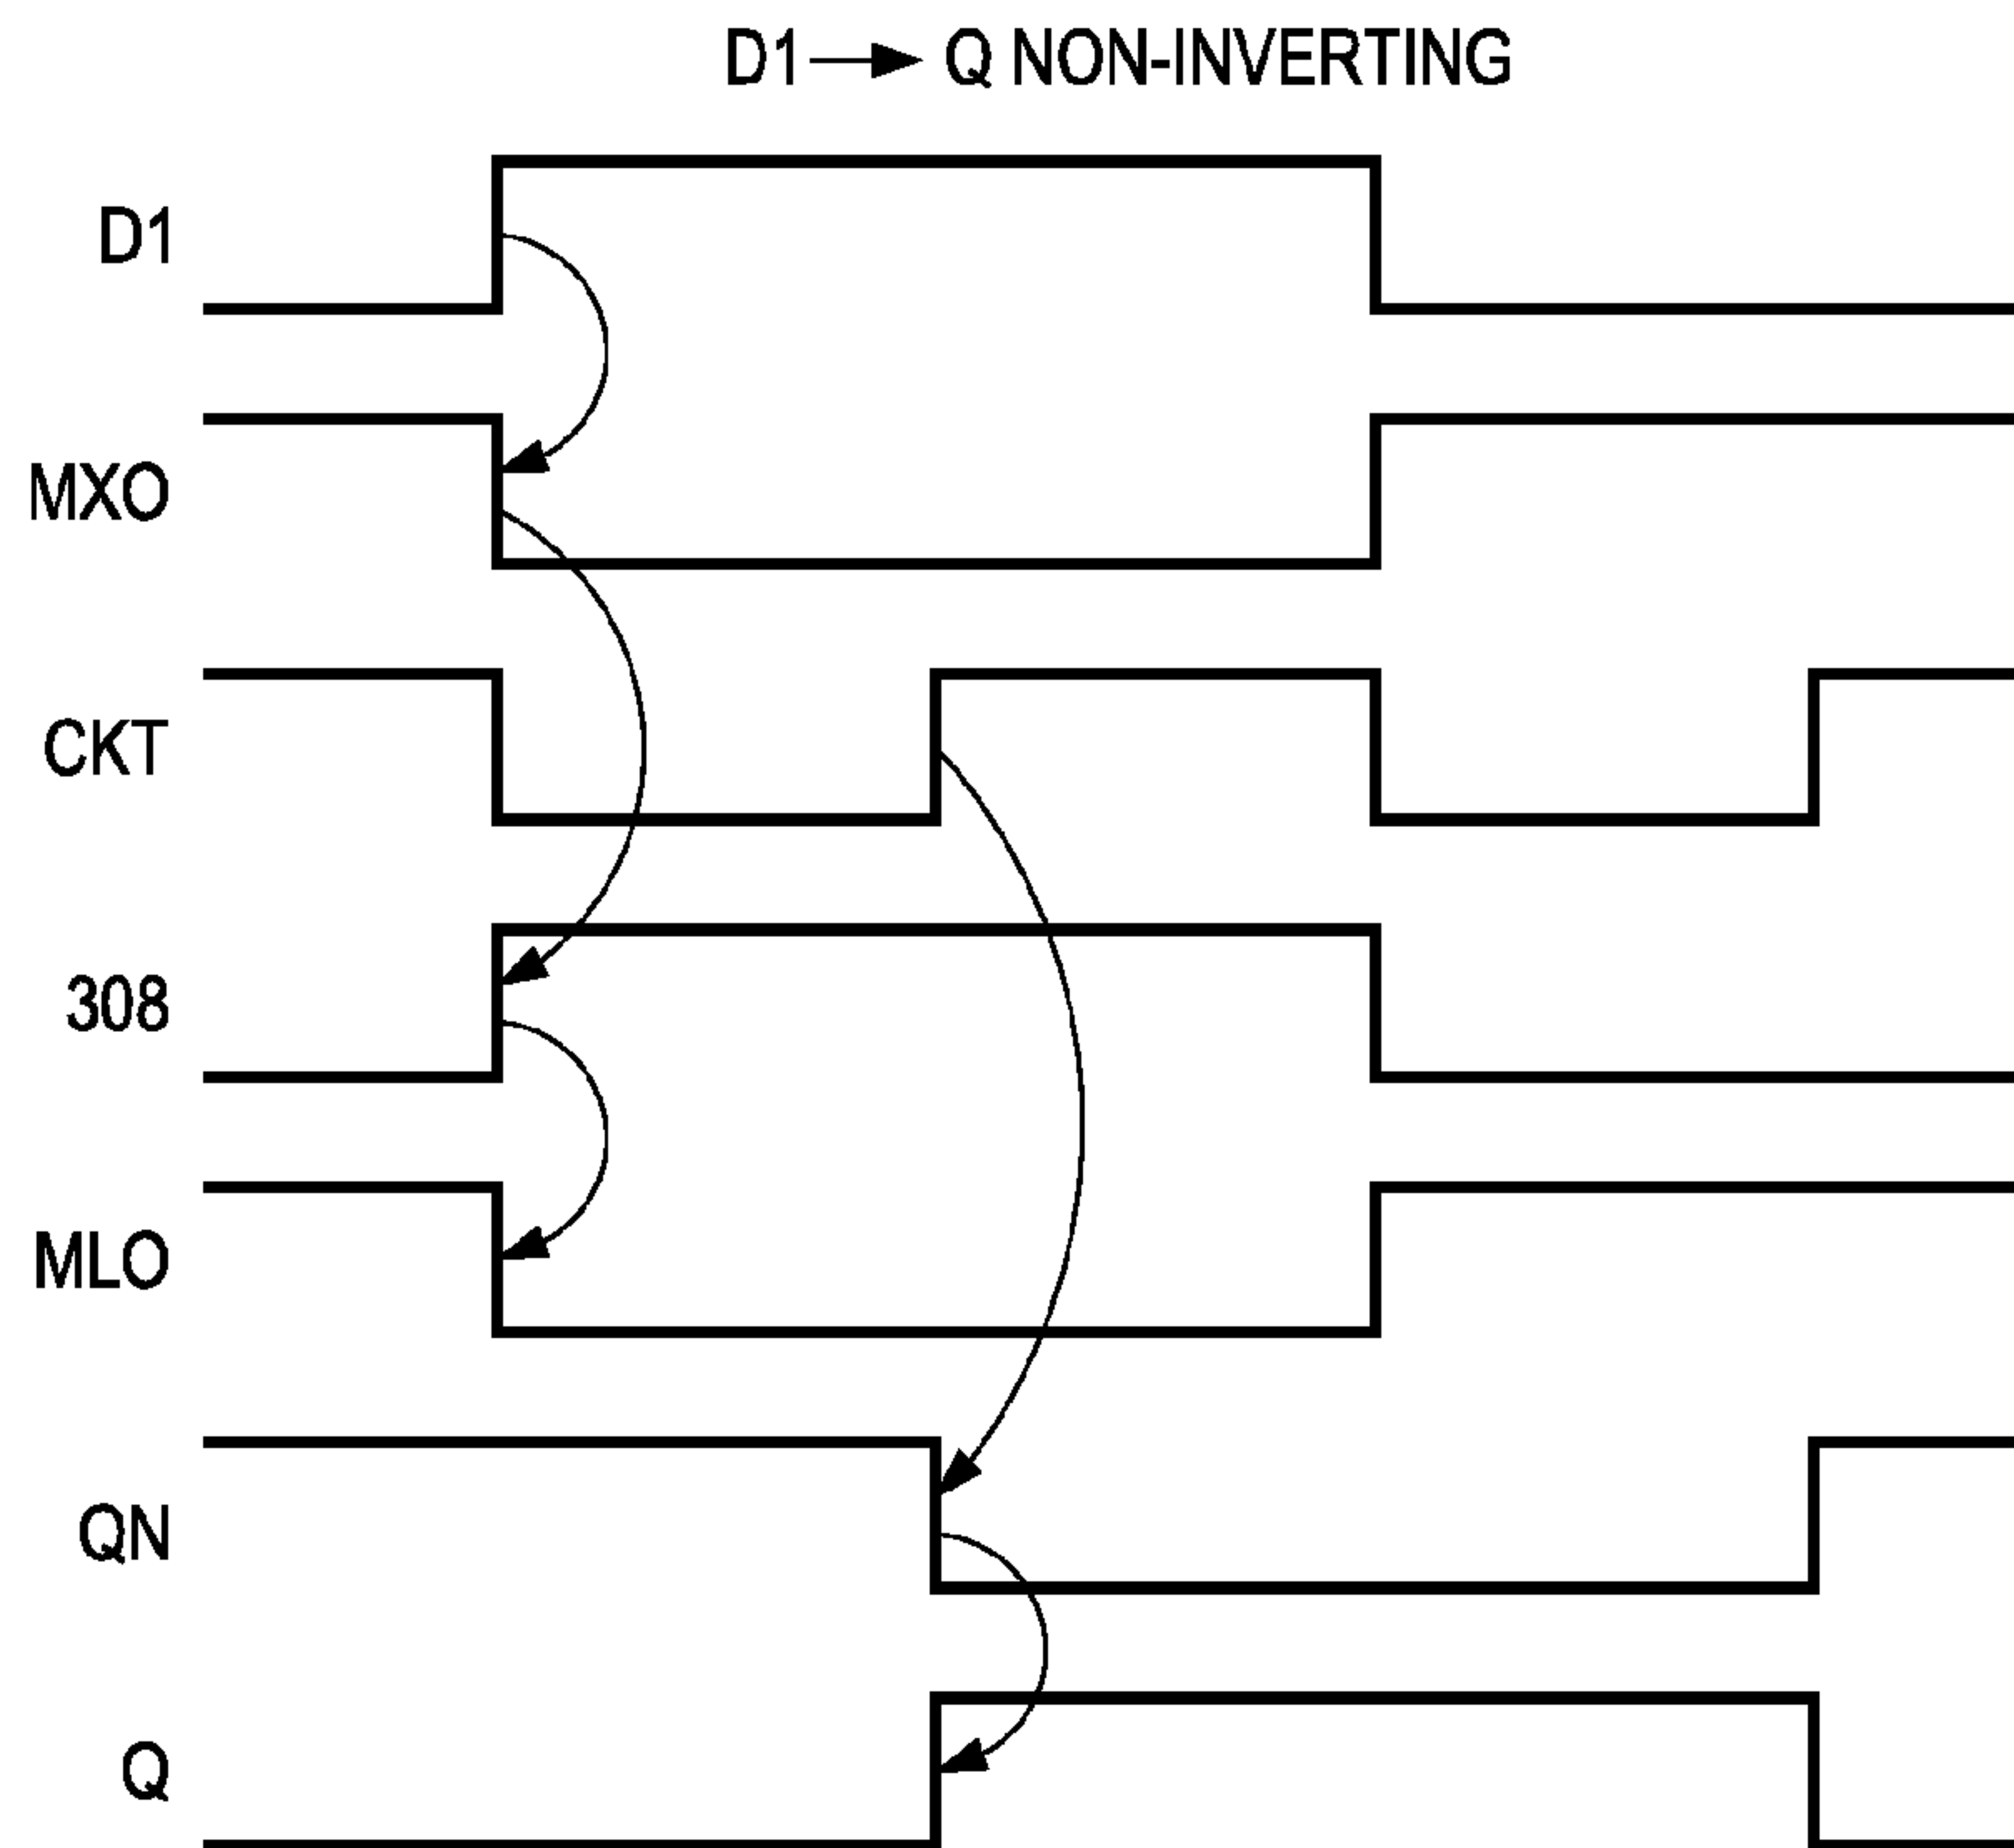 D1 → Q NON-INVERTING
D1
MXO
CKT
308
MLO
QN
Q